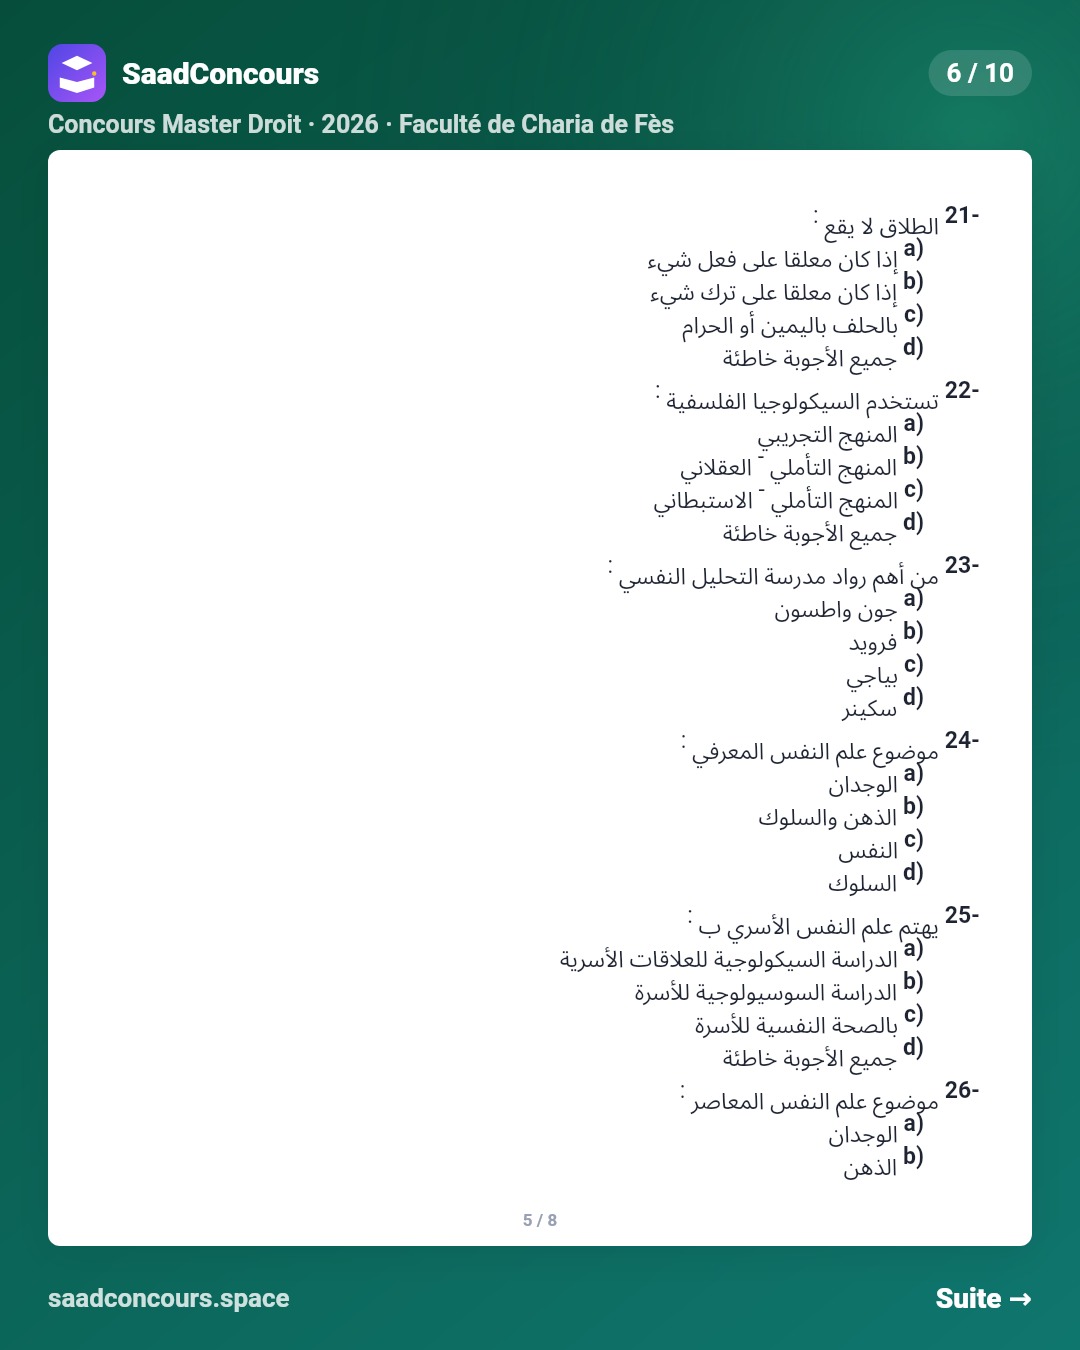 SaadConcours
6 / 10
Concours Master Droit · 2026 · Faculté de Charia de Fès
21- الطلاق لا يقع :
a) إذا كان معلقا على فعل شيء
b) إذا كان معلقا على ترك شيء
c) بالحلف باليمين أو الحرام
d) جميع الأجوبة خاطئة
22- تستخدم السيكولوجيا الفلسفية :
a) المنهج التجريبي
b) المنهج التأملي - العقلاني
c) المنهج التأملي - الاستبطاني
d) جميع الأجوبة خاطئة
23- من أهم رواد مدرسة التحليل النفسي :
a) جون واطسون
b) فرويد
c) بياجي
d) سكينر
24- موضوع علم النفس المعرفي :
a) الوجدان
b) الذهن والسلوك
c) النفس
d) السلوك
25- يهتم علم النفس الأسري ب :
a) الدراسة السيكولوجية للعلاقات الأسرية
b) الدراسة السوسيولوجية للأسرة
c) بالصحة النفسية للأسرة
d) جميع الأجوبة خاطئة
26- موضوع علم النفس المعاصر :
a) الوجدان
b) الذهن
5 / 8
saadconcours.space
Suite →